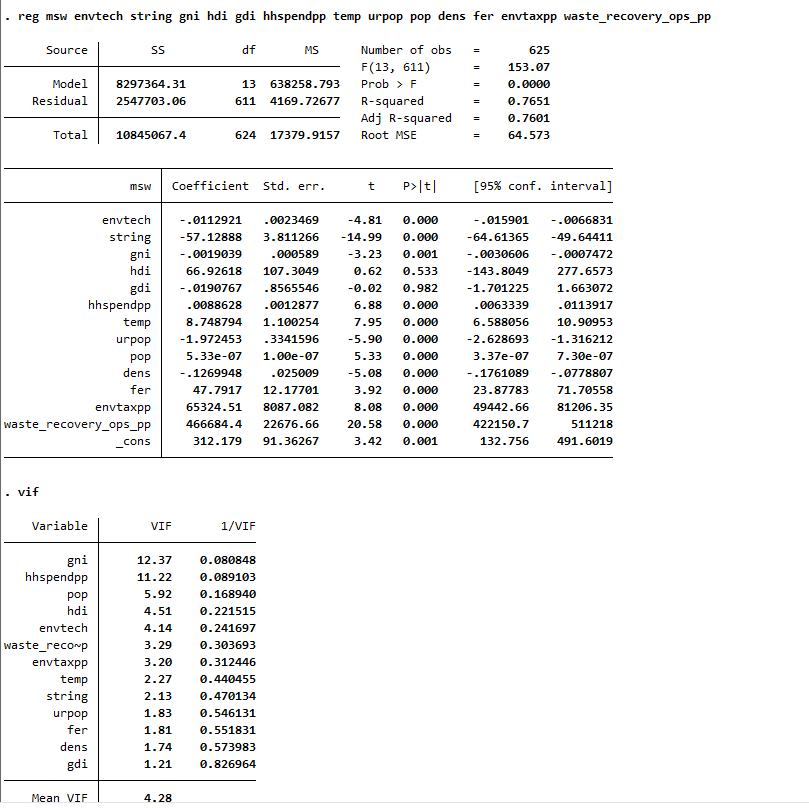 . reg msw envtech string gni hdi gdi hhspendpp temp urpop pop dens fer envtaxpp waste_recovery_ops_pp
Source SS df MS Number of obs = 625
F(13, 611) = 153.07
Model 8297364.31 13 638258.793 Prob > F = 0.0000
Residual 2547703.06 611 4169.72677 R-squared = 0.7651
Adj R-squared = 0.7601
Total 10845067.4 624 17379.9157 Root MSE = 64.573
msw Coefficient Std. err. t P>|t| [95% conf. interval]
envtech -.0112921 .0023469 -4.81 0.000 -.015901 -.0066831
string -57.12888 3.811266 -14.99 0.000 -64.61365 -49.64411
gni -.0019039 .000589 -3.23 0.001 -.0030606 -.0007472
hdi 66.92618 107.3049 0.62 0.533 -143.8049 277.6573
gdi -.0190767 .8565546 -0.02 0.982 -1.701225 1.663072
hhspendpp .0088628 .0012877 6.88 0.000 .0063339 .0113917
temp 8.748794 1.100254 7.95 0.000 6.588056 10.90953
urpop -1.972453 .3341596 -5.90 0.000 -2.628693 -1.316212
pop 5.33e-07 1.00e-07 5.33 0.000 3.37e-07 7.30e-07
dens -.1269948 .025009 -5.08 0.000 -.1761089 -.0778807
fer 47.7917 12.17701 3.92 0.000 23.87783 71.70558
envtaxpp 65324.51 8087.082 8.08 0.000 49442.66 81206.35
waste_recovery_ops_pp 466684.4 22676.66 20.58 0.000 422150.7 511218
_cons 312.179 91.36267 3.42 0.001 132.756 491.6019
. vif
Variable VIF 1/VIF
gni 12.37 0.080848
hhspendpp 11.22 0.089103
pop 5.92 0.168940
hdi 4.51 0.221515
envtech 4.14 0.241697
waste_reco~p 3.29 0.303693
envtaxpp 3.20 0.312446
temp 2.27 0.440455
string 2.13 0.470134
urpop 1.83 0.546131
fer 1.81 0.551831
dens 1.74 0.573983
gdi 1.21 0.826964
Mean VIF 4.28